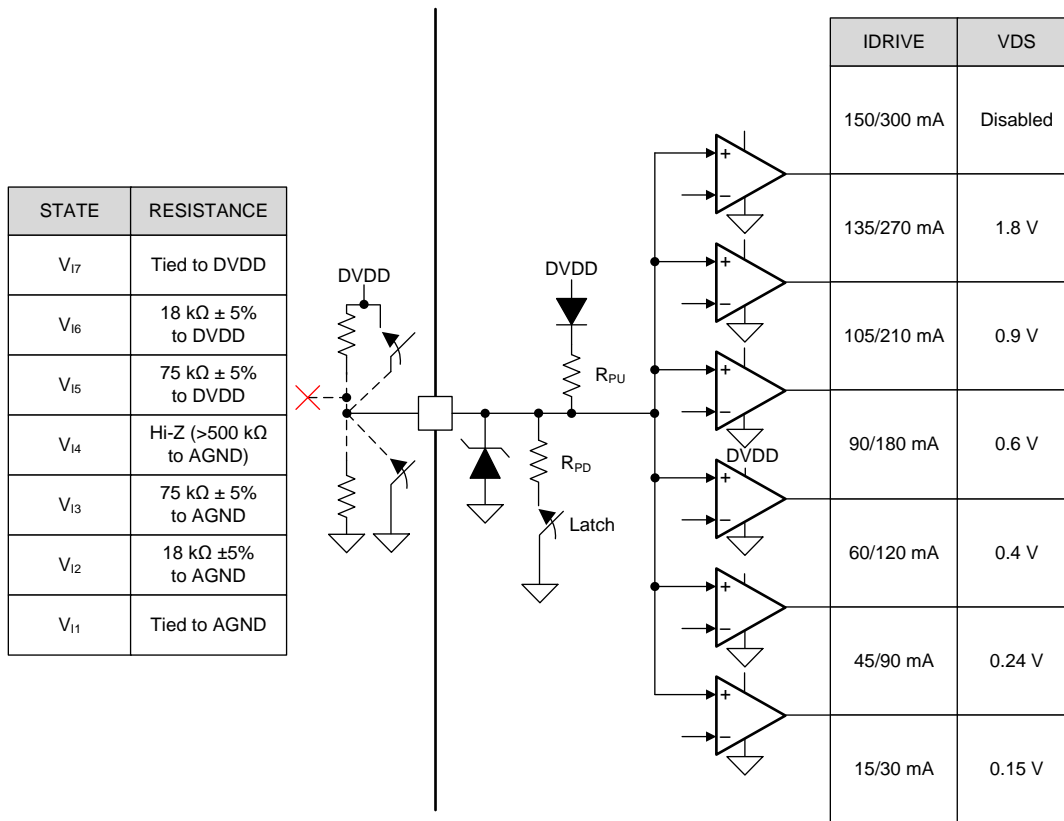 STATE RESISTANCE
V_I7 Tied to DVDD
V_I6 18 kΩ ± 5%
to DVDD
V_I5 75 kΩ ± 5%
to DVDD
V_I4 Hi-Z (>500 kΩ
to AGND)
V_I3 75 kΩ ± 5%
to AGND
V_I2 18 kΩ ±5%
to AGND
V_I1 Tied to AGND
DVDD
DVDD
R_PU
R_PD
Latch
+
−
+
−
+
−
DVDD
+
−
+
−
+
−
IDRIVE VDS
150/300 mA Disabled
135/270 mA 1.8 V
105/210 mA 0.9 V
90/180 mA 0.6 V
60/120 mA 0.4 V
45/90 mA 0.24 V
15/30 mA 0.15 V